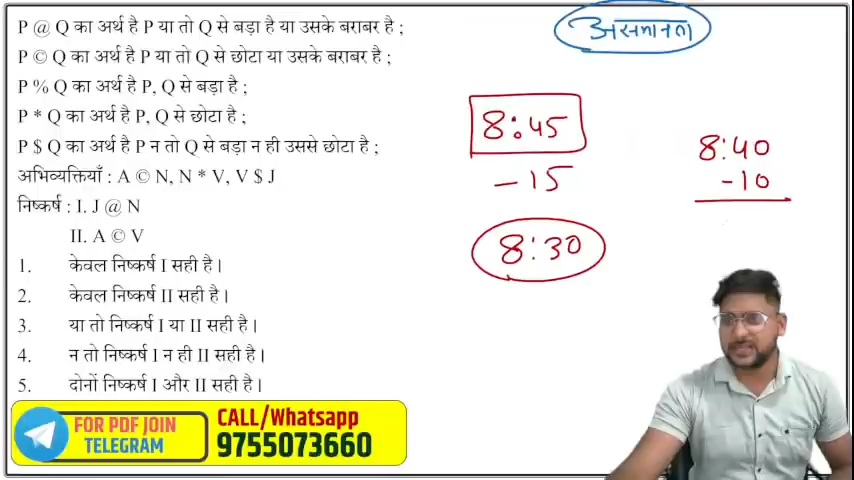 P @ Q का अर्थ है P या तो Q से बड़ा है या उसके बराबर है ;
P © Q का अर्थ है P या तो Q से छोटा या उसके बराबर है ;
P % Q का अर्थ है P, Q से बड़ा है ;
P * Q का अर्थ है P, Q से छोटा है ;
P $ Q का अर्थ है P न तो Q से बड़ा न ही उससे छोटा है ;
अभिव्यक्तियाँ : A © N, N * V, V $ J
निष्कर्ष : I. J @ N
II. A © V
1. केवल निष्कर्ष I सही है।
2. केवल निष्कर्ष II सही है।
3. या तो निष्कर्ष I या II सही है।
4. न तो निष्कर्ष I न ही II सही है।
5. दोनों निष्कर्ष I और II सही है।
असमानता
8:45
-15
8:30
8:40
-10
FOR PDF JOIN
TELEGRAM
CALL/Whatsapp
9755073660